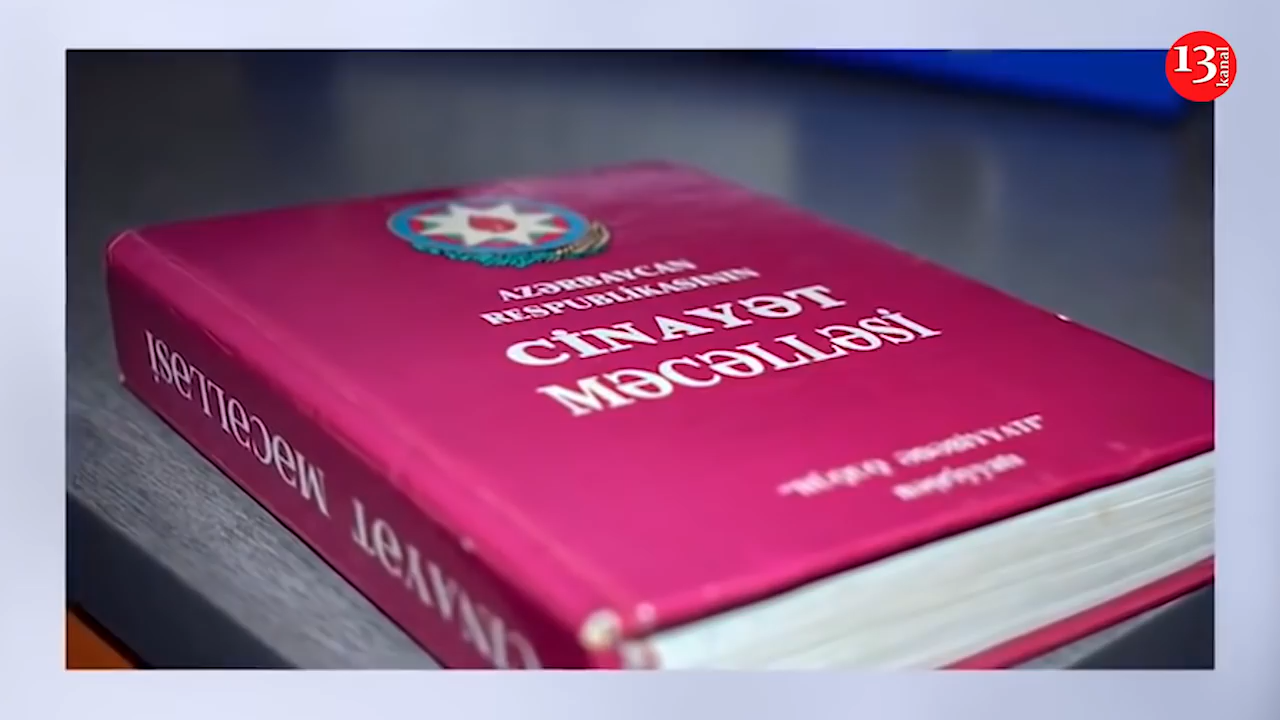 13
kanal
AZƏRBAYCAN
RESPUBLİKASININ
CİNAYƏT
MƏCƏLLƏSİ
CİNAYƏT MƏCƏLLƏSİ